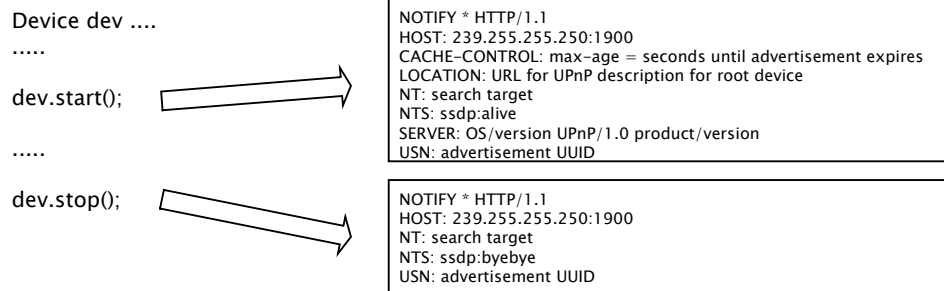 Device dev ....
.....
dev.start();
.....
dev.stop();
NOTIFY * HTTP/1.1
HOST: 239.255.255.250:1900
CACHE-CONTROL: max-age = seconds until advertisement expires
LOCATION: URL for UPnP description for root device
NT: search target
NTS: ssdp:alive
SERVER: OS/version UPnP/1.0 product/version
USN: advertisement UUID
NOTIFY * HTTP/1.1
HOST: 239.255.255.250:1900
NT: search target
NTS: ssdp:byebye
USN: advertisement UUID